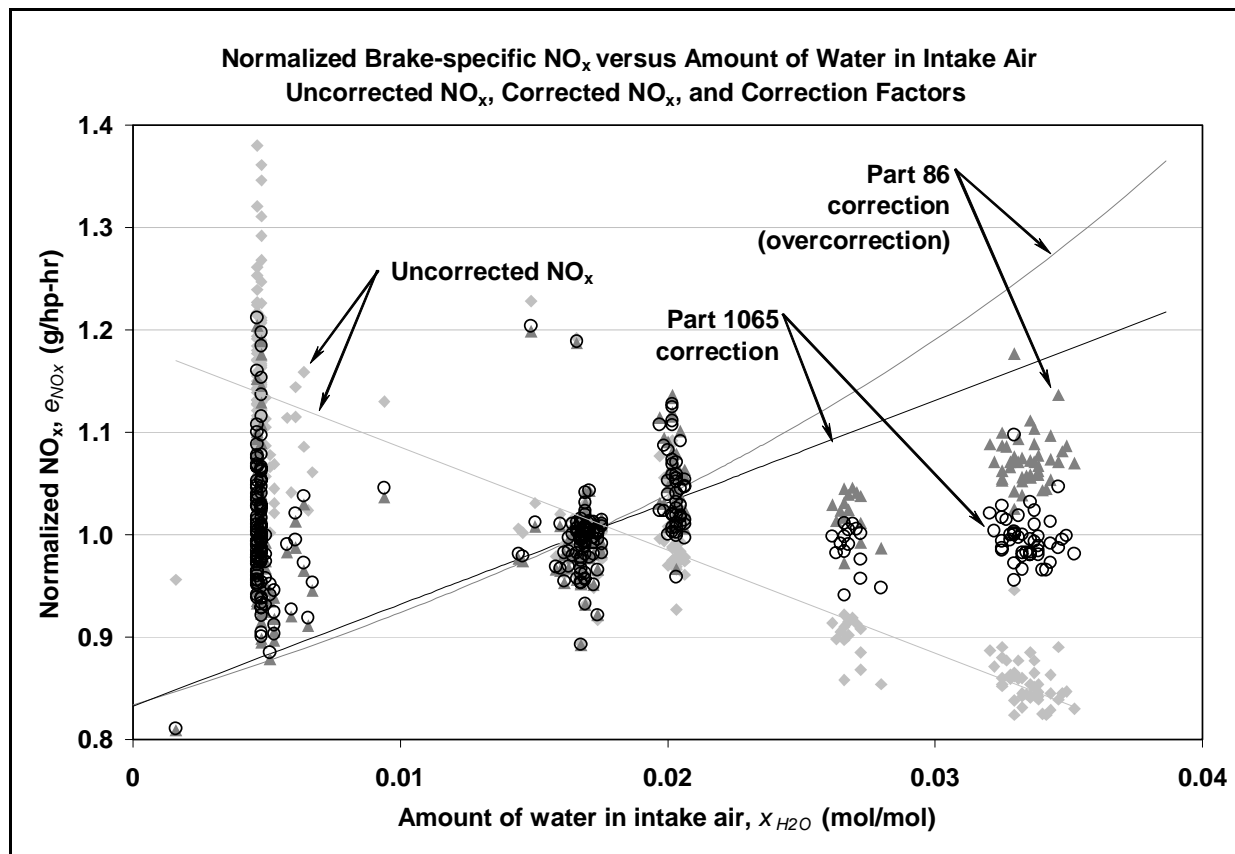 Normalized Brake-specific NOx versus Amount of Water in Intake Air
Uncorrected NOx, Corrected NOx, and Correction Factors
1.4
1.3
1.2
1.1
1.0
0.9
0.8
Normalized NOx, eNOx (g/hp-hr)
Part 86
correction
(overcorrection)
Uncorrected NOx
Part 1065
correction
0
0.01
0.02
0.03
0.04
Amount of water in intake air, xH2O (mol/mol)